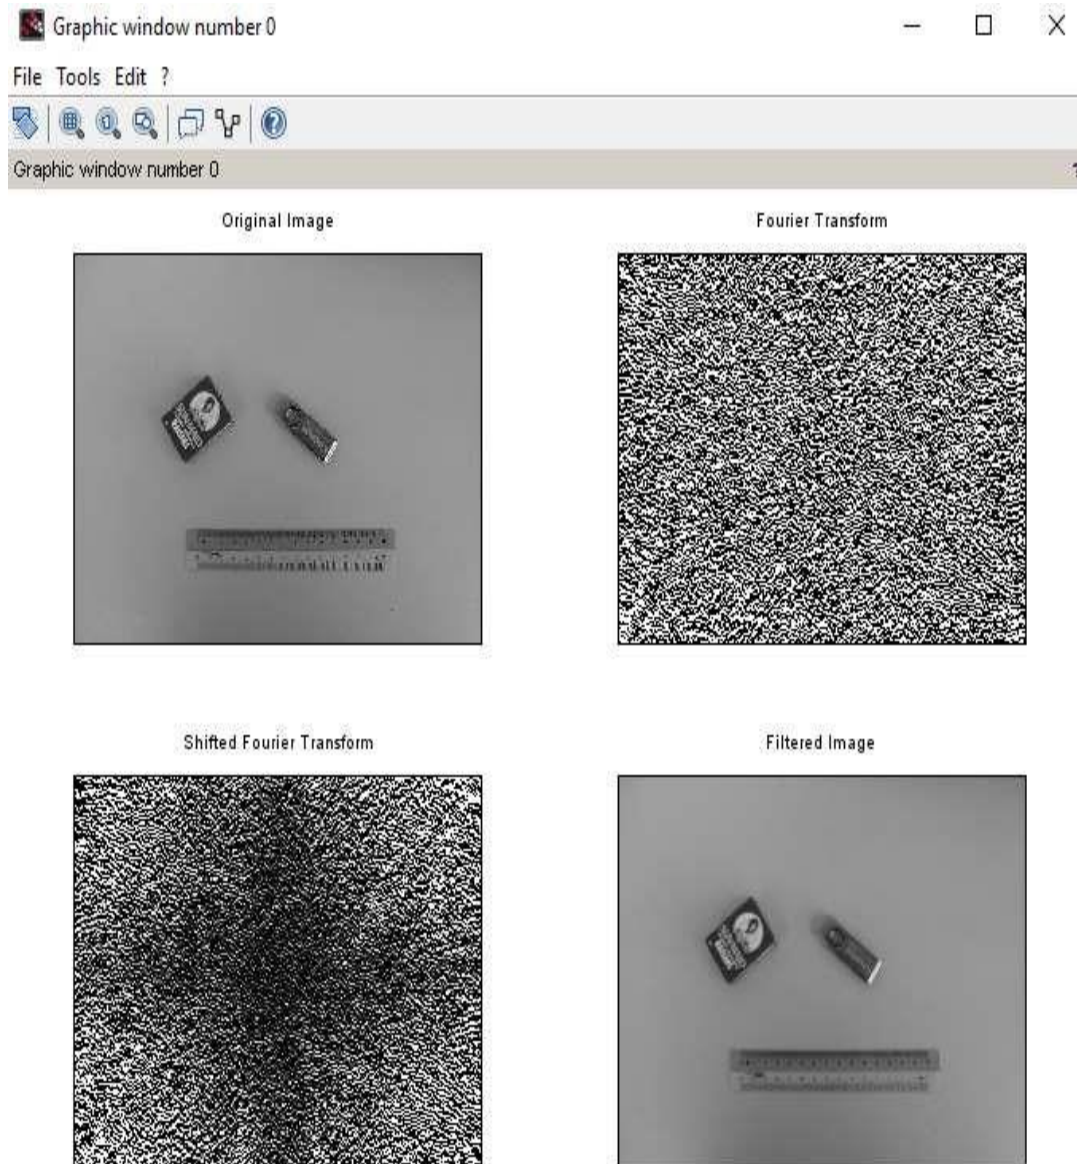 Graphic window number 0
File Tools Edit ?
Graphic window number 0
Original Image
Fourier Transform
Shifted Fourier Transform
Filtered Image